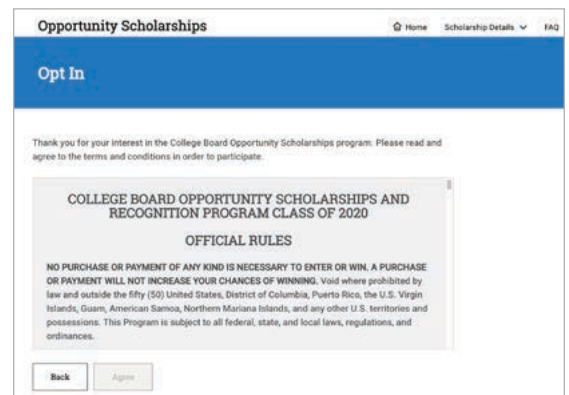 Opportunity Scholarships
Home Scholarship Details FAQ
Opt In
Thank you for your interest in the College Board Opportunity Scholarships program. Please read and
agree to the terms and conditions in order to participate.
COLLEGE BOARD OPPORTUNITY SCHOLARSHIPS AND
RECOGNITION PROGRAM CLASS OF 2020
OFFICIAL RULES
NO PURCHASE OR PAYMENT OF ANY KIND IS NECESSARY TO ENTER OR WIN. A PURCHASE
OR PAYMENT WILL NOT INCREASE YOUR CHANCES OF WINNING. Void where prohibited by
law and outside the fifty (50) United States, District of Columbia, Puerto Rico, the U.S. Virgin
Islands, Guam, American Samoa, Northern Mariana Islands, and any other U.S. territories and
possessions. This Program is subject to all federal, state, and local laws, regulations, and
ordinances.
Back Agree